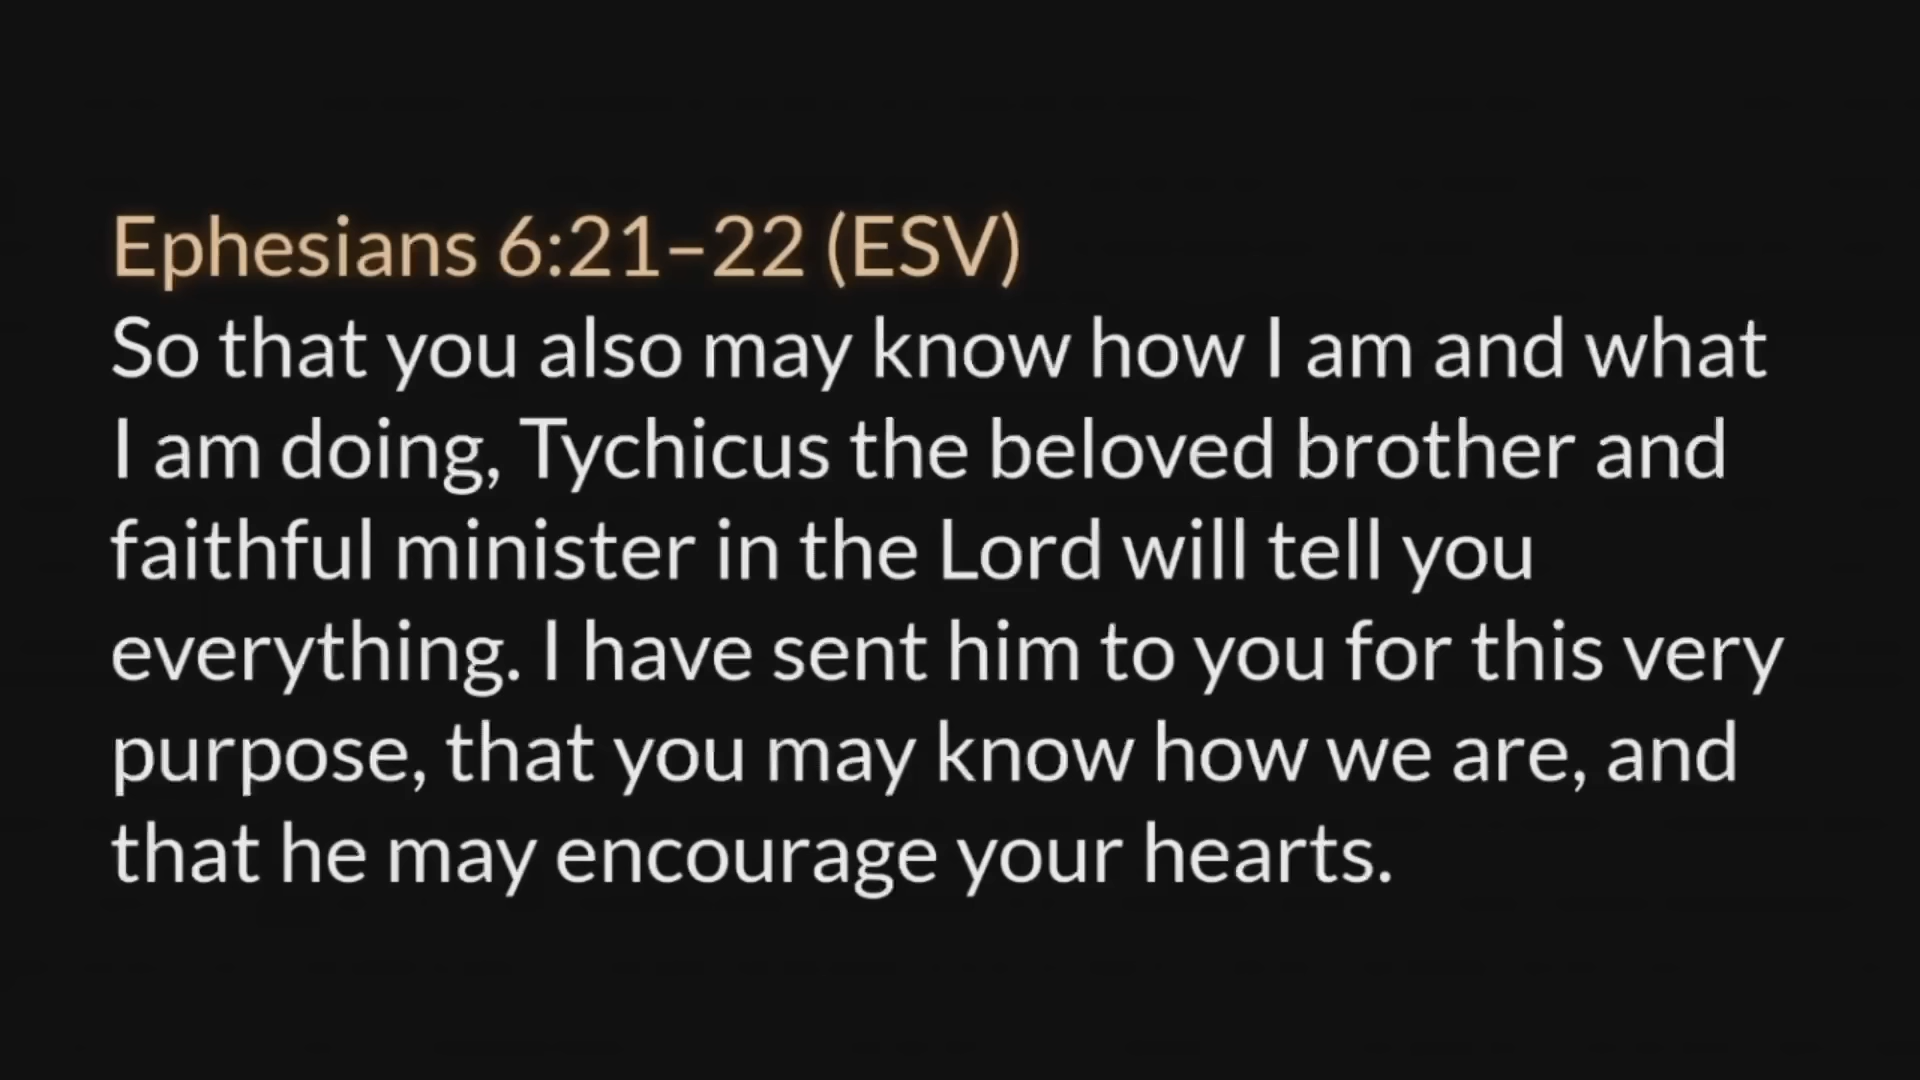 Ephesians 6:21–22 (ESV)
So that you also may know how I am and what
I am doing, Tychicus the beloved brother and
faithful minister in the Lord will tell you
everything. I have sent him to you for this very
purpose, that you may know how we are, and
that he may encourage your hearts.